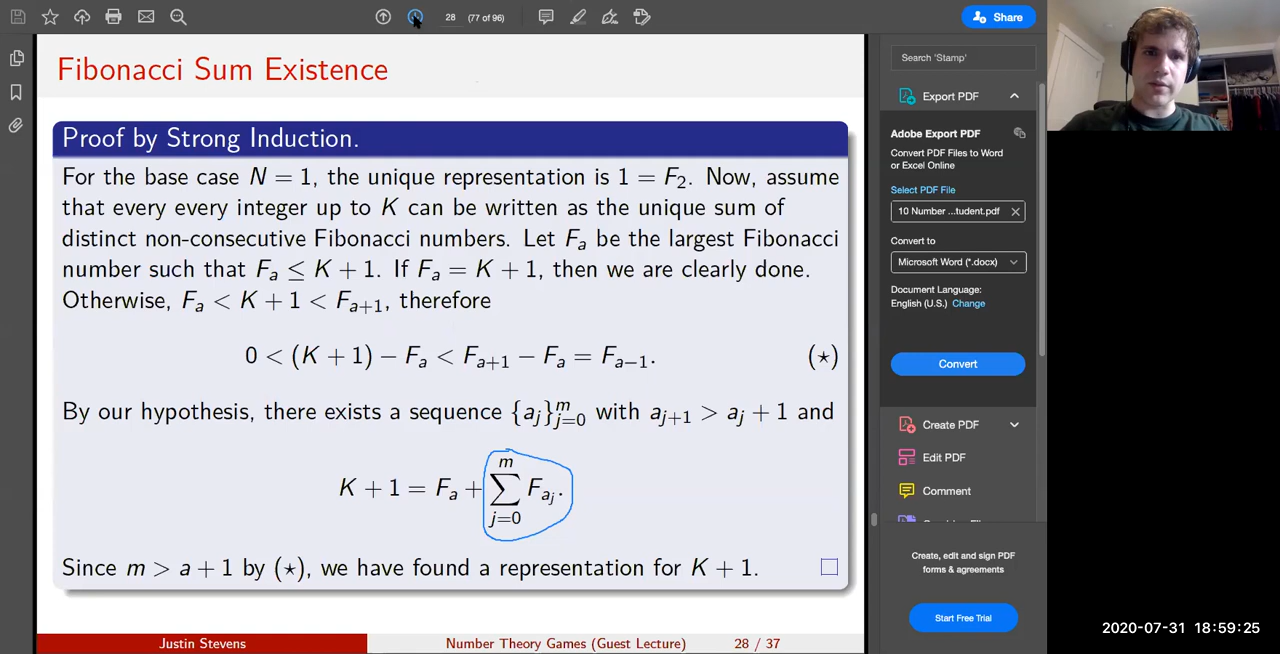 28 (77 of 96)
Share
Fibonacci Sum Existence
Search 'Stamp'
Export PDF
Proof by Strong Induction.
Adobe Export PDF
Convert PDF Files to Word
or Excel Online
For the base case N = 1, the unique representation is 1 = F₂. Now, assume
that every every integer up to K can be written as the unique sum of
distinct non-consecutive Fibonacci numbers. Let Fₐ be the largest Fibonacci
number such that Fₐ ≤ K + 1. If Fₐ = K + 1, then we are clearly done.
Otherwise, Fₐ < K + 1 < Fₐ₊₁, therefore
0 < (K + 1) − Fₐ < Fₐ₊₁ − Fₐ = Fₐ₋₁. (⋆)
By our hypothesis, there exists a sequence {aⱼ}ᵐⱼ₌₀ with aⱼ₊₁ > aⱼ + 1 and
K + 1 = Fₐ + ∑ᵐⱼ₌₀ F_{aⱼ}.
Since m > a + 1 by (⋆), we have found a representation for K + 1. □
Select PDF File
10 Number ...tudent.pdf
Convert to
Microsoft Word (*.docx)
Document Language:
English (U.S.) Change
Convert
Create PDF
Edit PDF
Comment
Create, edit and sign PDF
forms & agreements
Start Free Trial
Justin Stevens
Number Theory Games (Guest Lecture)
28 / 37
2020-07-31 18:59:25